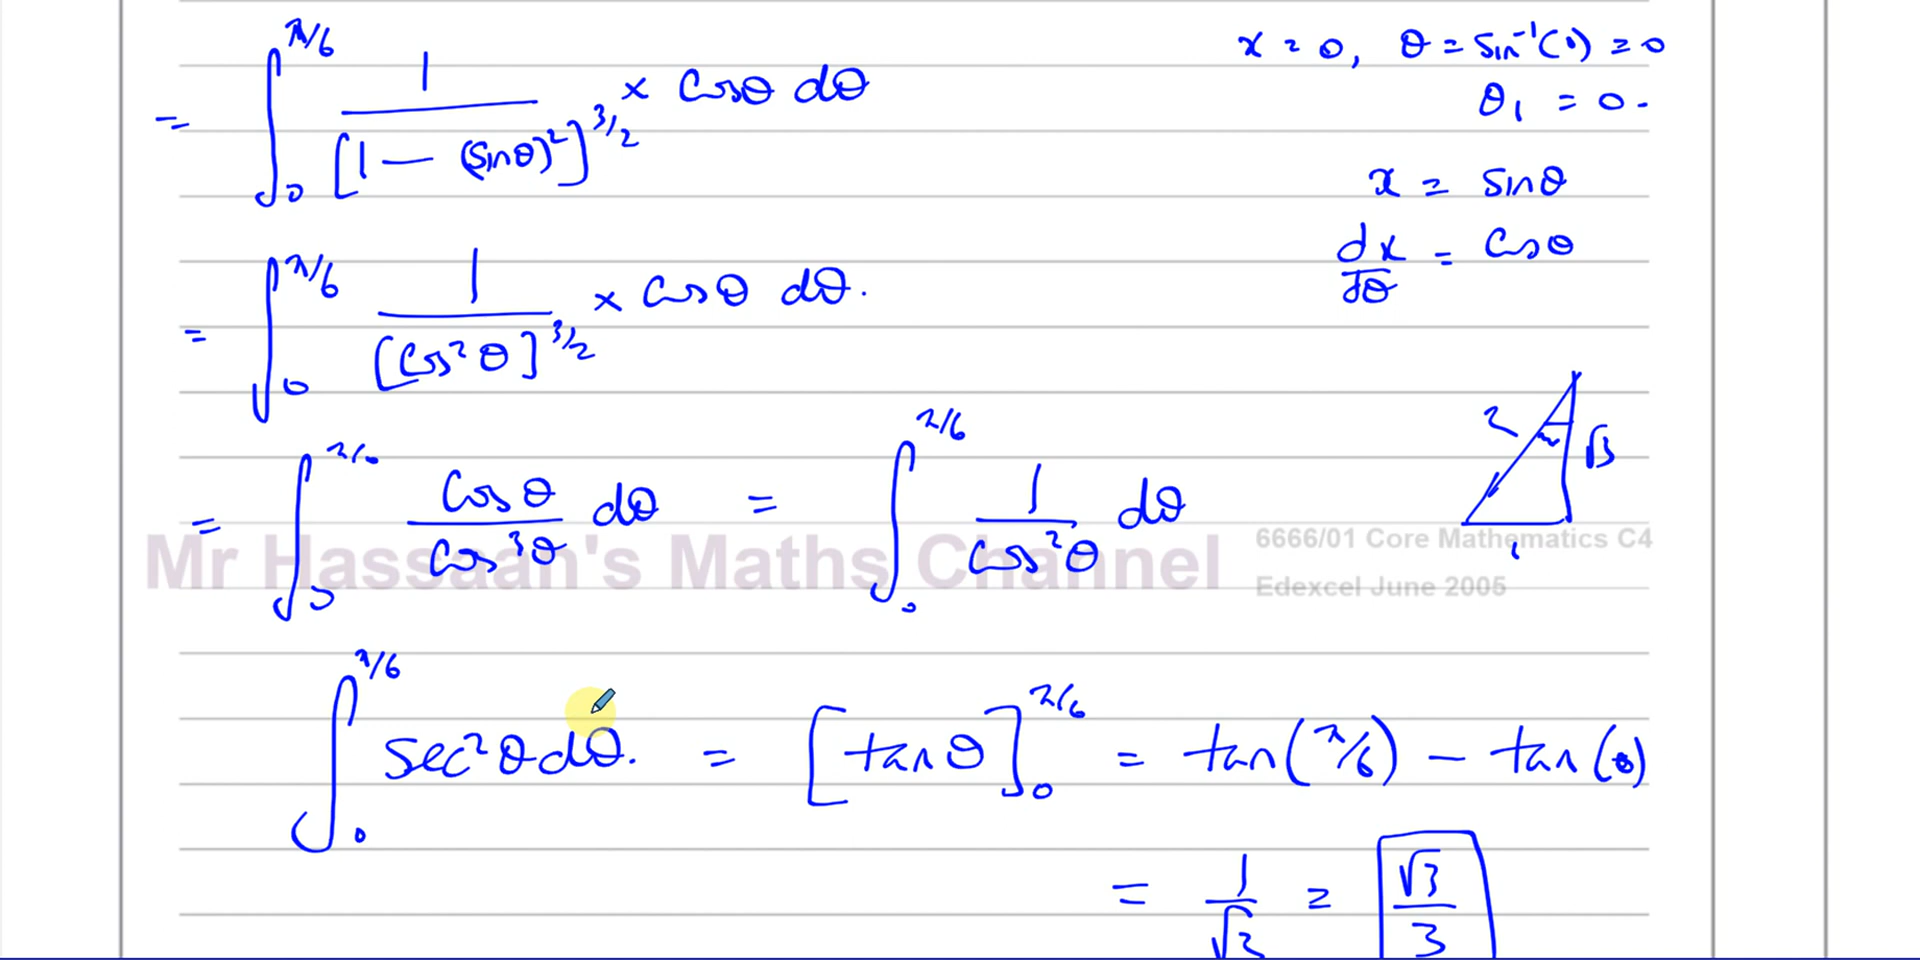 = ∫₀^{π/6} 1/[1 − (sinθ)²]^{3/2} × cosθ dθ
x = 0, θ = sin⁻¹(0) = 0
θ₁ = 0.
x = sinθ
dx/dθ = cosθ
= ∫₀^{π/6} 1/[cos²θ]^{3/2} × cosθ dθ.
2 √3
1
= ∫₀^{π/6} cosθ/cos³θ dθ = ∫₀^{π/6} 1/cos²θ dθ
Mr Hassaan's Maths Channel
6666/01 Core Mathematics C4
Edexcel June 2005
∫₀^{π/6} sec²θ dθ. = [tanθ]₀^{π/6} = tan(π/6) − tan(0)
= 1/√3 = √3/3